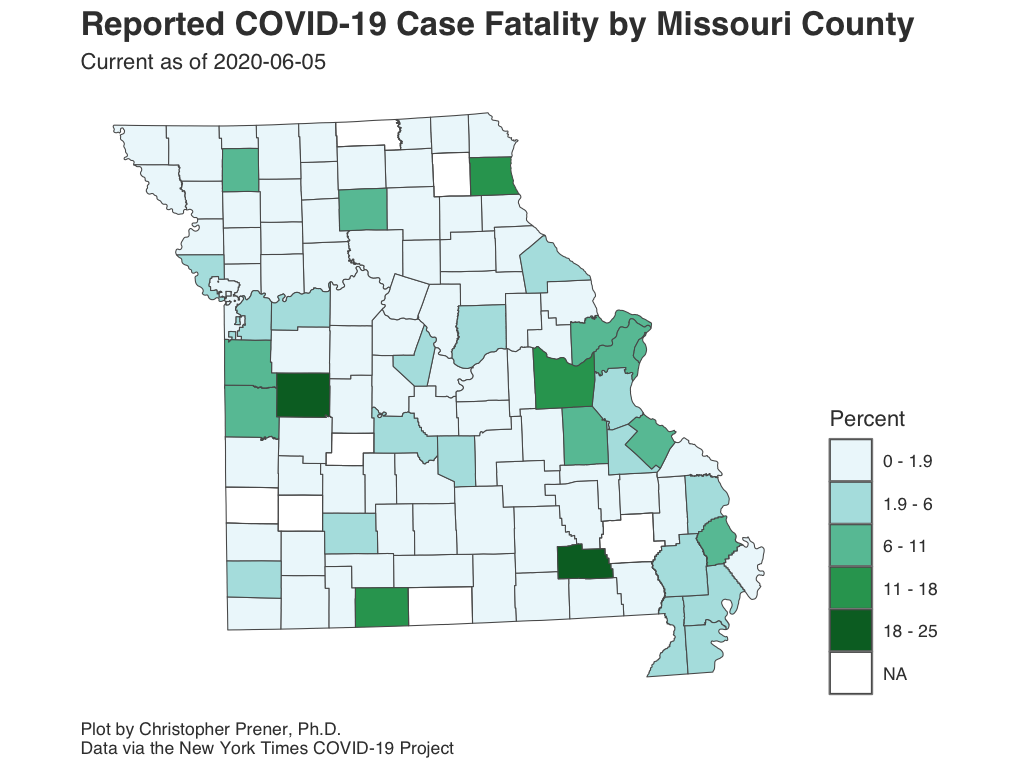 Reported COVID-19 Case Fatality by Missouri County
Current as of 2020-06-05
Percent
0 - 1.9
1.9 - 6
6 - 11
11 - 18
18 - 25
NA
Plot by Christopher Prener, Ph.D.
Data via the New York Times COVID-19 Project